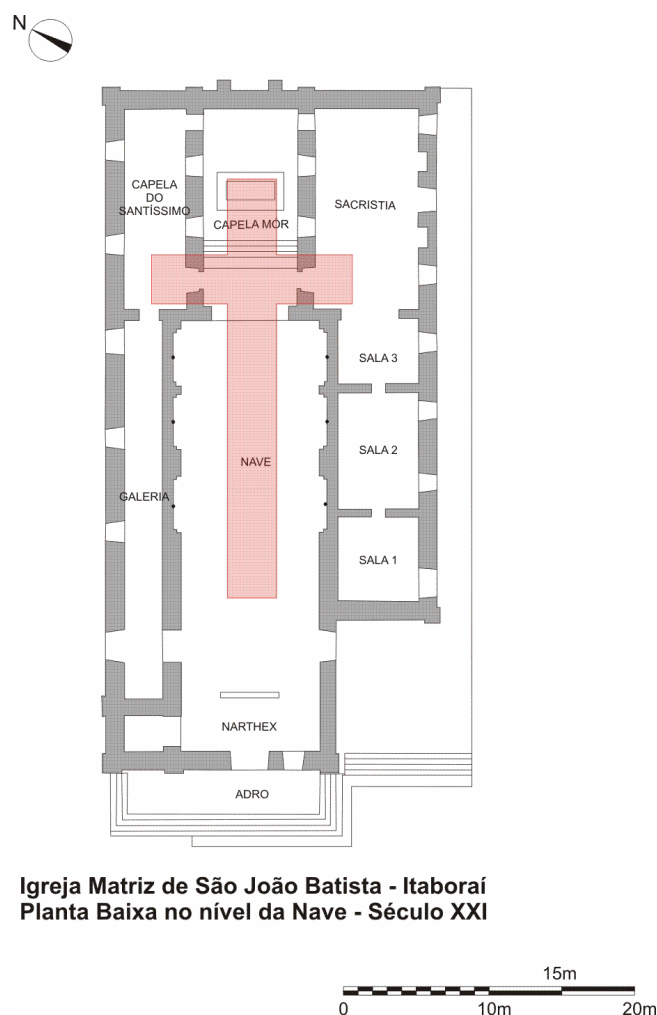 N
CAPELA
DO
SANTÍSSIMO
CAPELA MÓR
SACRISTIA
SALA 3
SALA 2
NAVE
GALERIA
SALA 1
NARTHEX
ADRO
Igreja Matriz de São João Batista - Itaboraí
Planta Baixa no nível da Nave - Século XXI
15m
0 10m 20m